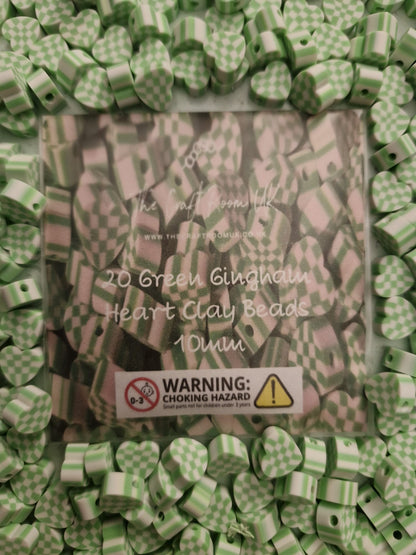 The Craft Room UK
WWW.THECRAFTROOMUK.CO.UK
20 Green Gingham
Heart Clay Beads
10mm
0-3
WARNING:
CHOKING HAZARD
Small parts not for children under 3 years